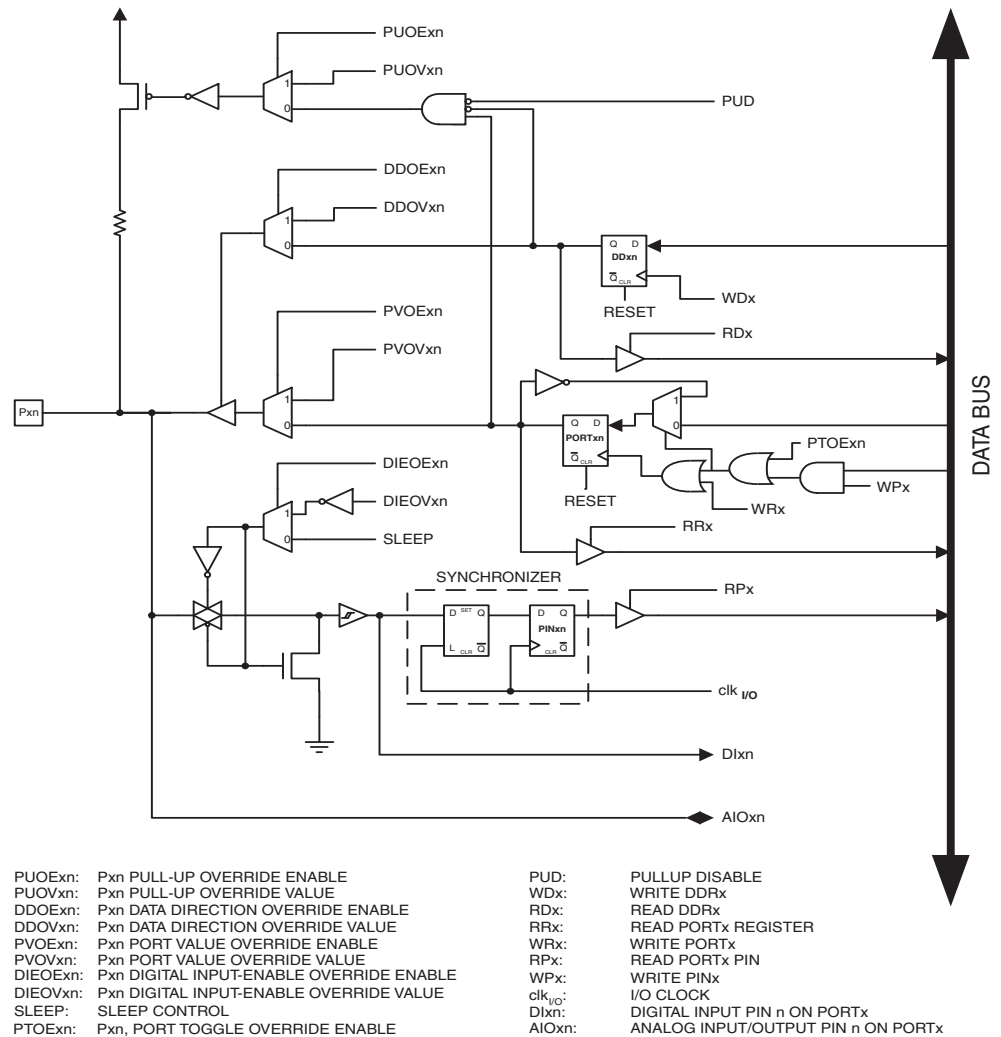 PUOExn
PUOVxn
1
0
PUD
DDOExn
DDOVxn
1
0
Q D
DDxn
Q CLR
WDx
RESET
PVOExn
RDx
PVOVxn
1
0
Pxn
1
0
Q D
PORTxn
Q CLR
PTOExn
DATA BUS
DIEOExn
WPx
RESET
WRx
DIEOVxn
1
0
SLEEP
RRx
SYNCHRONIZER
RPx
D SET Q
L CLR Q
D Q
PINxn
CLR Q
clk I/O
DIxn
AIOxn
PUOExn: Pxn PULL-UP OVERRIDE ENABLE
PUOVxn: Pxn PULL-UP OVERRIDE VALUE
DDOExn: Pxn DATA DIRECTION OVERRIDE ENABLE
DDOVxn: Pxn DATA DIRECTION OVERRIDE VALUE
PVOExn: Pxn PORT VALUE OVERRIDE ENABLE
PVOVxn: Pxn PORT VALUE OVERRIDE VALUE
DIEOExn: Pxn DIGITAL INPUT-ENABLE OVERRIDE ENABLE
DIEOVxn: Pxn DIGITAL INPUT-ENABLE OVERRIDE VALUE
SLEEP: SLEEP CONTROL
PTOExn: Pxn, PORT TOGGLE OVERRIDE ENABLE
PUD: PULLUP DISABLE
WDx: WRITE DDRx
RDx: READ DDRx
RRx: READ PORTx REGISTER
WRx: WRITE PORTx
RPx: READ PORTx PIN
WPx: WRITE PINx
clkI/O: I/O CLOCK
DIxn: DIGITAL INPUT PIN n ON PORTx
AIOxn: ANALOG INPUT/OUTPUT PIN n ON PORTx